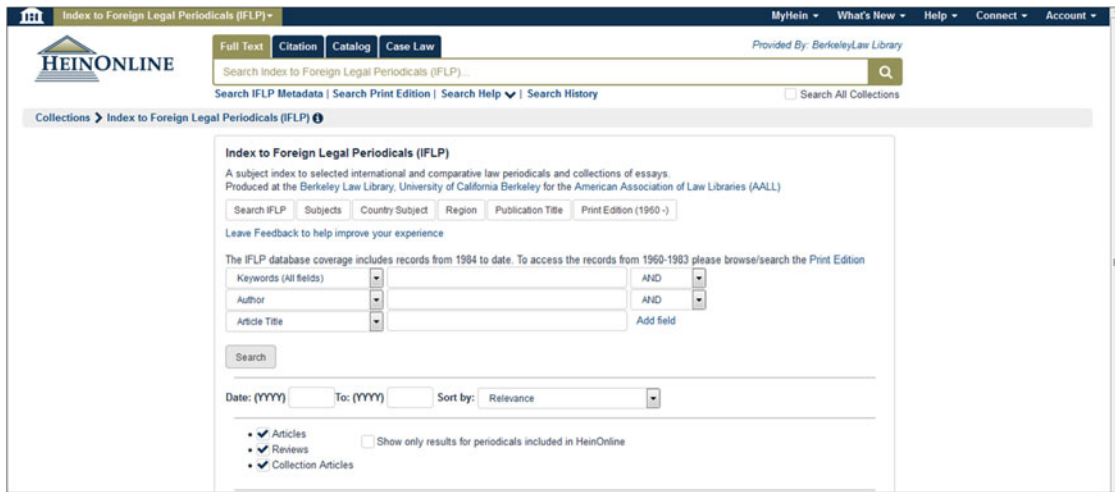 Index to Foreign Legal Periodicals (IFLP) MyHein What's New Help Connect Account
HEINONLINE
Full Text Citation Catalog Case Law Provided By: BerkeleyLaw Library
Search Index to Foreign Legal Periodicals (IFLP)...
Search IFLP Metadata | Search Print Edition | Search Help | Search History Search All Collections
Collections Index to Foreign Legal Periodicals (IFLP)
Index to Foreign Legal Periodicals (IFLP)
A subject index to selected international and comparative law periodicals and collections of essays.
Produced at the Berkeley Law Library, University of California Berkeley for the American Association of Law Libraries (AALL)
Search IFLP Subjects Country Subject Region Publication Title Print Edition (1960 -)
Leave Feedback to help improve your experience
The IFLP database coverage includes records from 1984 to date. To access the records from 1960-1983 please browse/search the Print Edition
Keywords (All fields) AND
Author AND
Article Title Add field
Search
Date: (YYYY) To: (YYYY) Sort by: Relevance
Articles
Show only results for periodicals included in HeinOnline
Reviews
Collection Articles